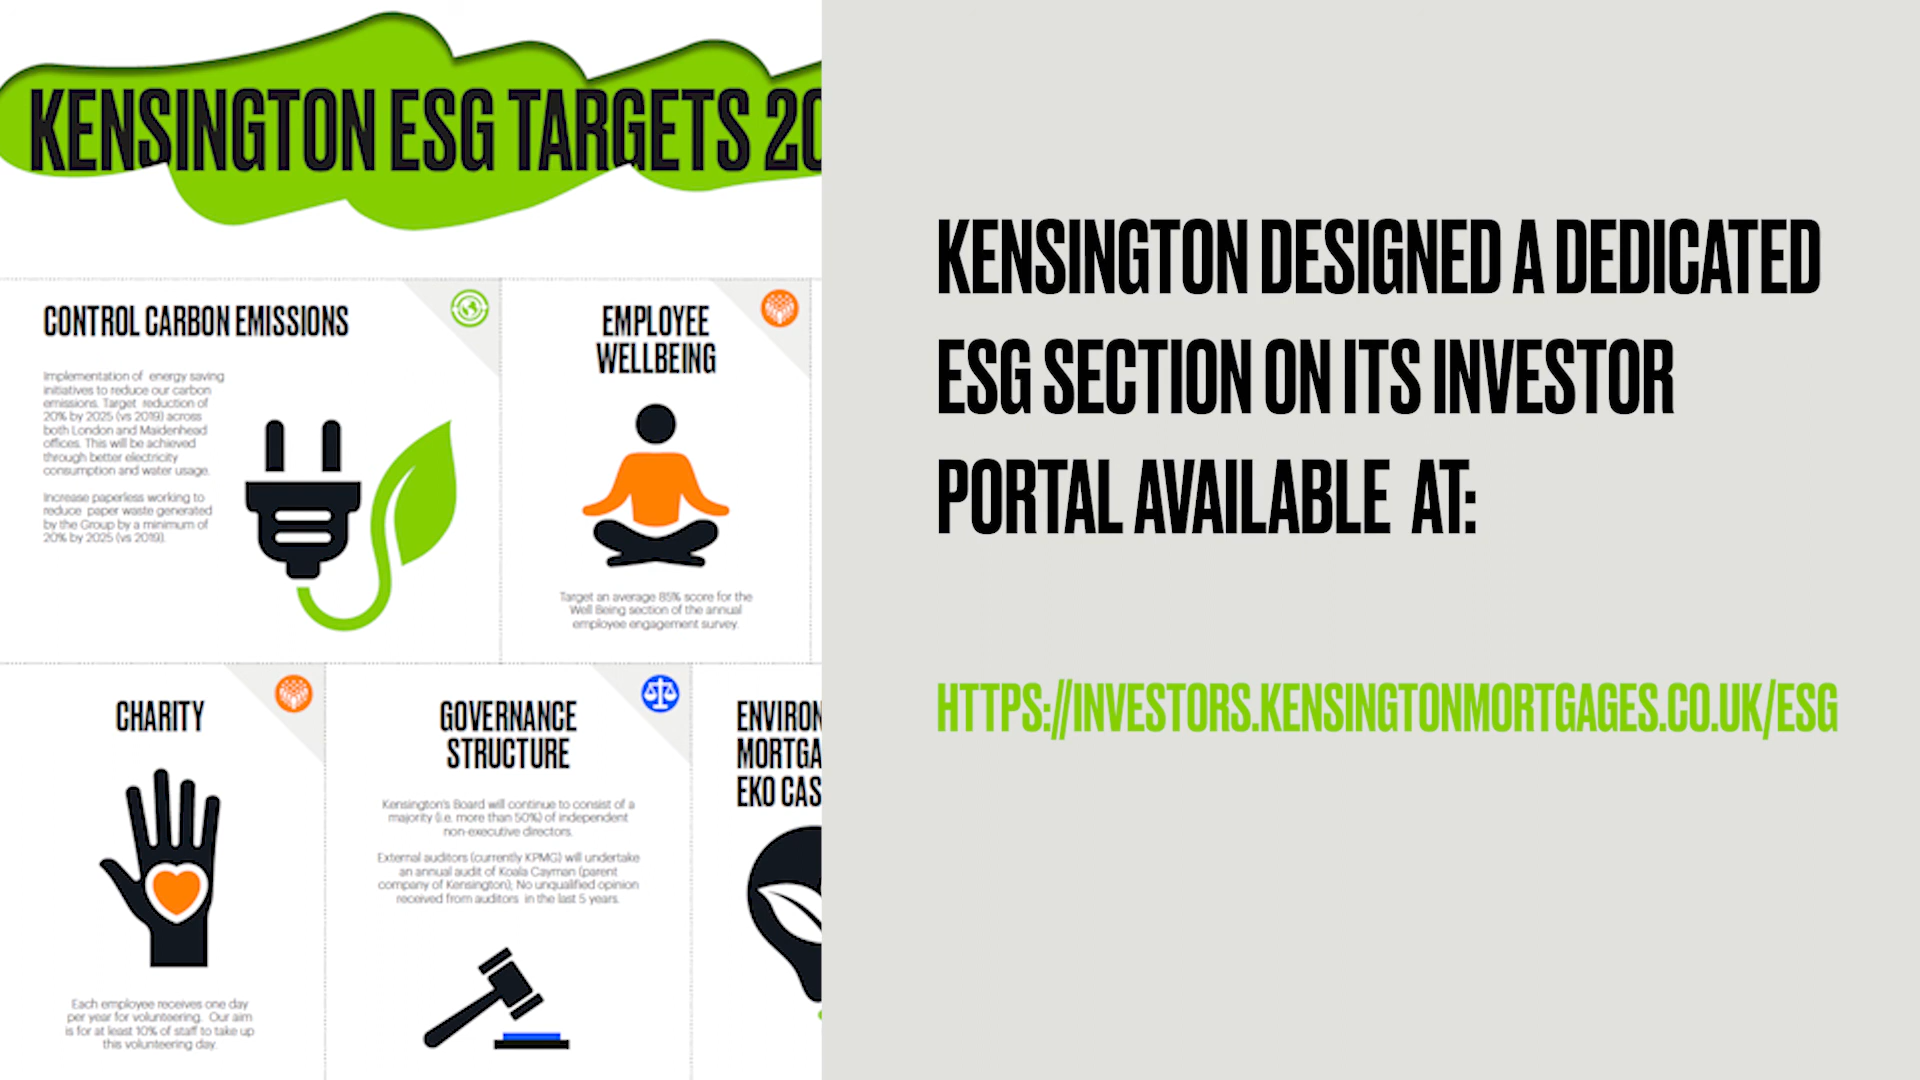 KENSINGTON ESG TARGETS 20
CONTROL CARBON EMISSIONS
Implementation of energy saving
initiatives to reduce our carbon
emissions. Target reduction of
20% by 2025 (vs 2019) across
both London and Maidenhead
offices. This will be achieved
through better electricity
consumption and water usage.
Increase paperless working to
reduce paper waste generated
by the Group by a minimum of
20% by 2025 (vs 2019).
EMPLOYEE
WELLBEING
Target an average 85% score for the
Well Being section of the annual
employee engagement survey.
CHARITY
Each employee receives one day
per year for volunteering. Our aim
is for at least 10% of staff to take up
this volunteering day.
GOVERNANCE
STRUCTURE
Kensington's Board will continue to consist of a
majority (i.e. more than 50%) of independent
non-executive directors.
External auditors (currently KPMG) will undertake
an annual audit of Koala Cayman (parent
company of Kensington); No unqualified opinion
received from auditors in the last 5 years.
ENVIRON
MORTGA
EKO CAS
KENSINGTON DESIGNED A DEDICATED
ESG SECTION ON ITS INVESTOR
PORTAL AVAILABLE AT:
HTTPS://INVESTORS.KENSINGTONMORTGAGES.CO.UK/ESG